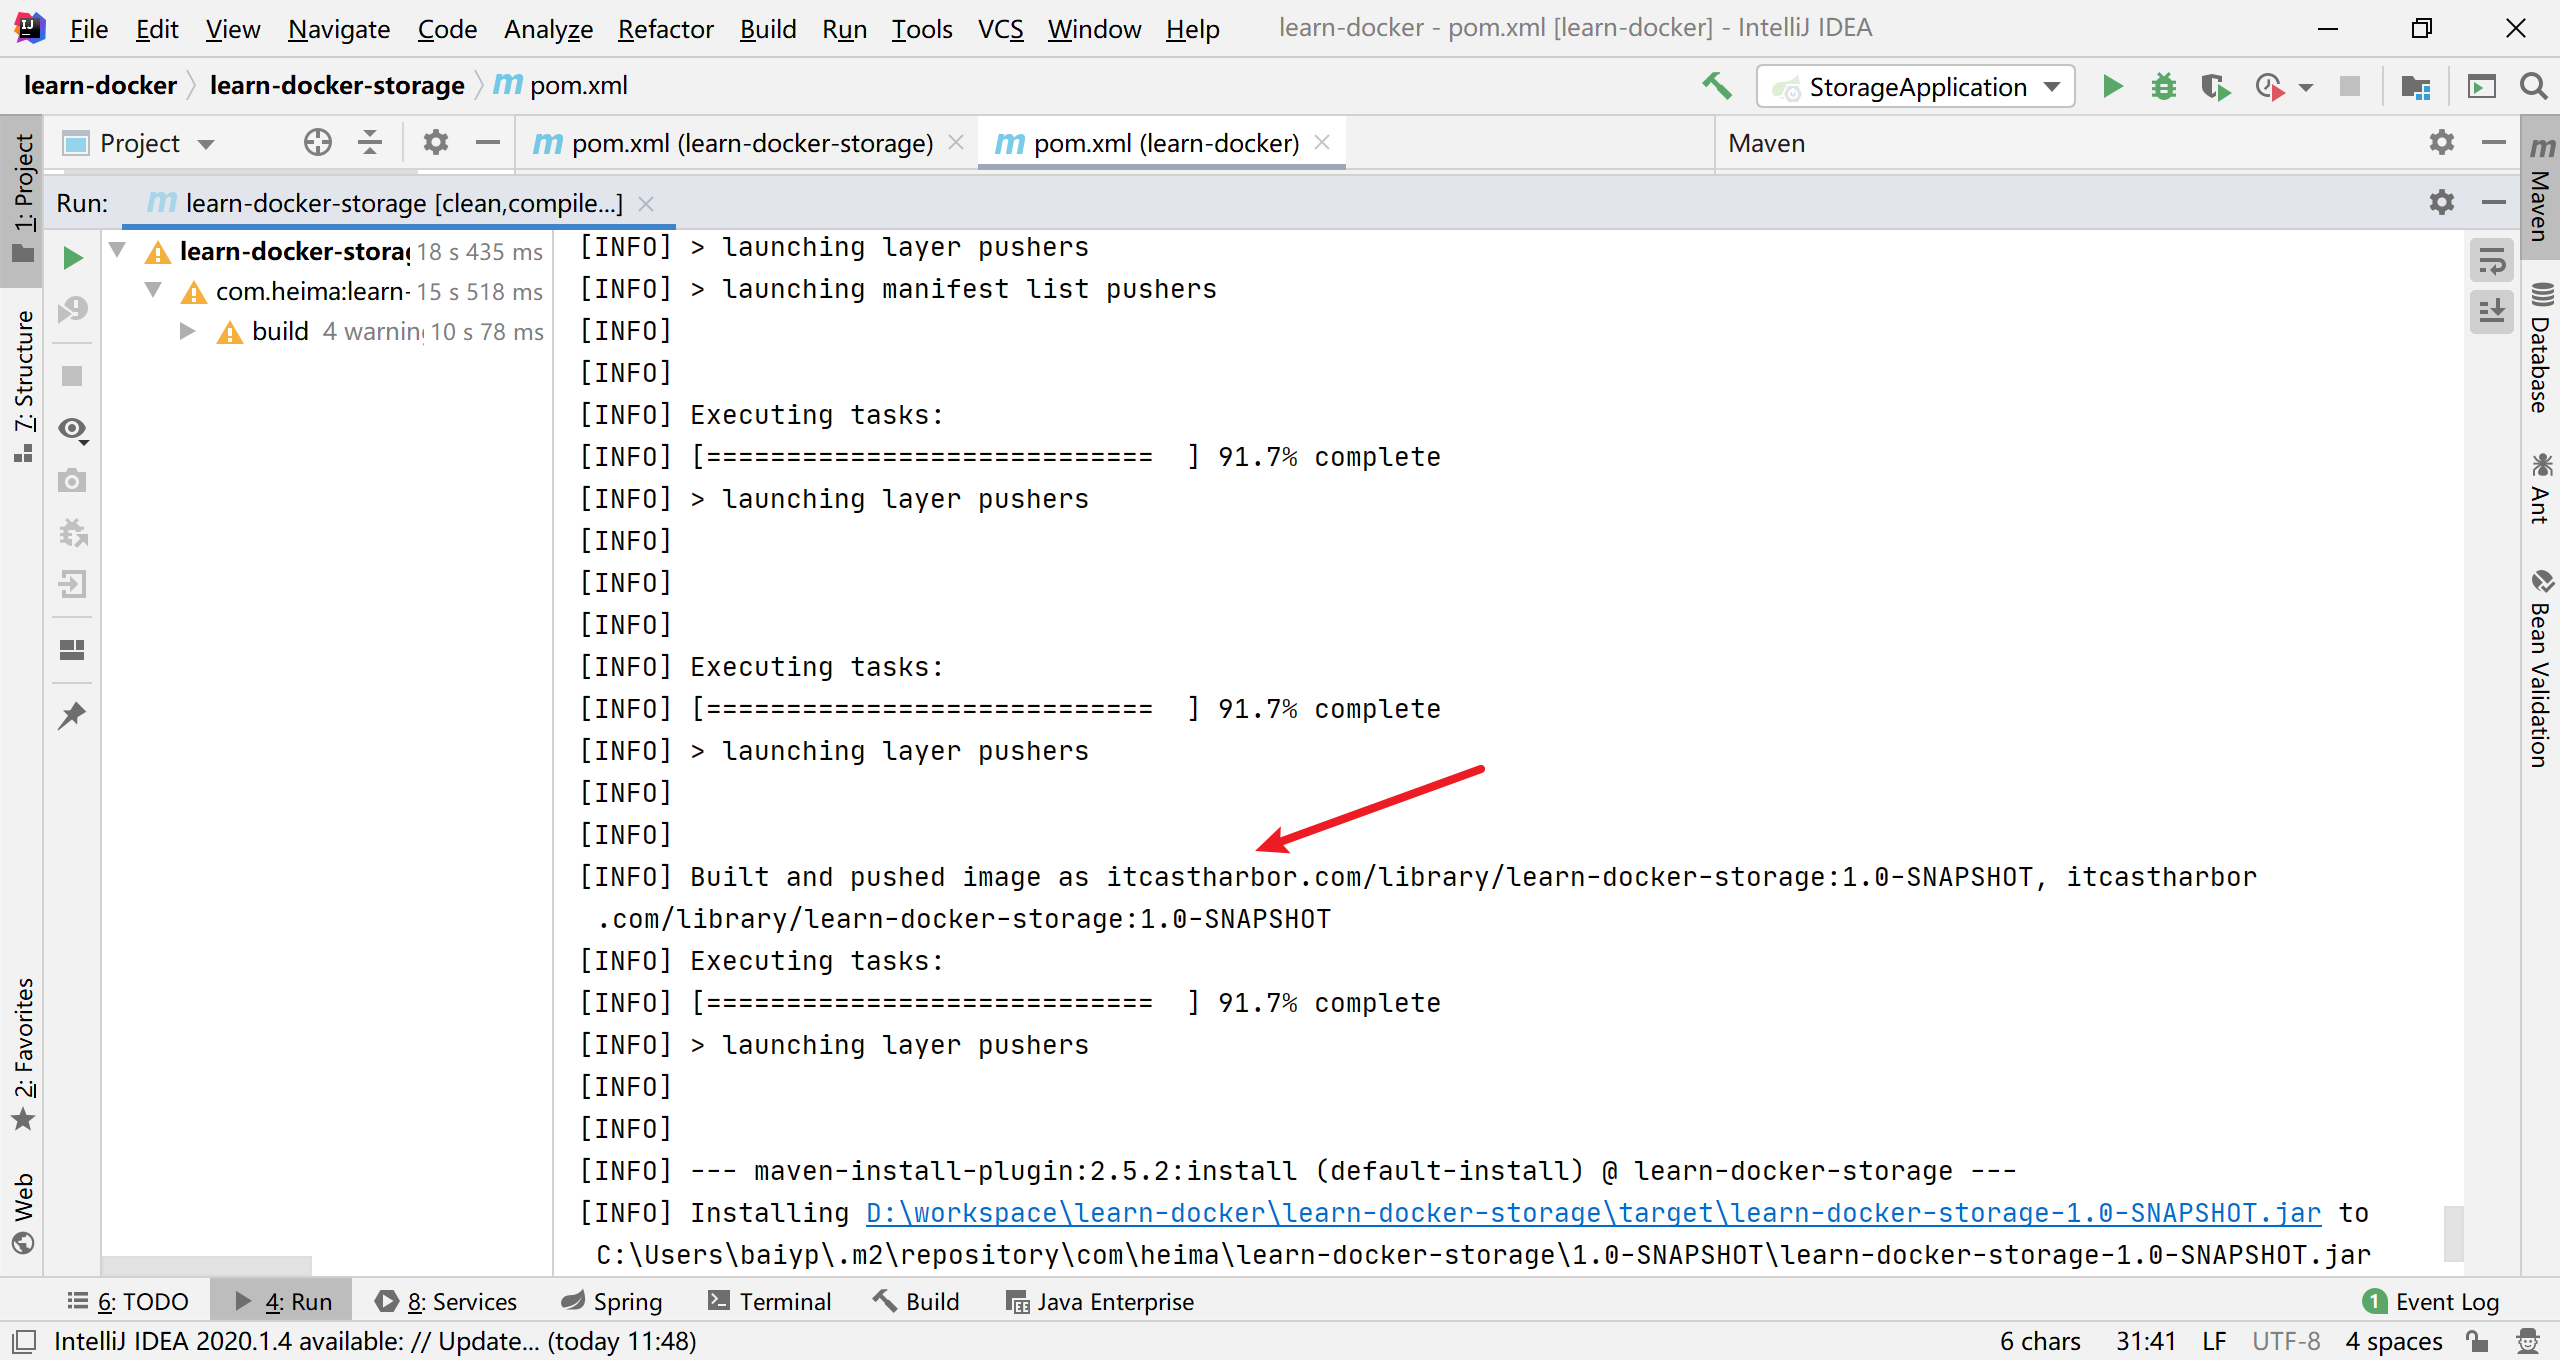 File Edit View Navigate Code Analyze Refactor Build Run Tools VCS Window Help learn-docker - pom.xml [learn-docker] - IntelliJ IDEA
learn-docker learn-docker-storage pom.xml StorageApplication
Project pom.xml (learn-docker-storage) pom.xml (learn-docker) Maven
Run: learn-docker-storage [clean,compile...]
learn-docker-storag 18 s 435 ms
com.heima:learn- 15 s 518 ms
build 4 warning 10 s 78 ms
[INFO] > launching layer pushers
[INFO] > launching manifest list pushers
[INFO]
[INFO]
[INFO] Executing tasks:
[INFO] [============================  ] 91.7% complete
[INFO] > launching layer pushers
[INFO]
[INFO]
[INFO]
[INFO] Executing tasks:
[INFO] [============================  ] 91.7% complete
[INFO] > launching layer pushers
[INFO]
[INFO]
[INFO] Built and pushed image as itcastharbor.com/library/learn-docker-storage:1.0-SNAPSHOT, itcastharbor
.com/library/learn-docker-storage:1.0-SNAPSHOT
[INFO] Executing tasks:
[INFO] [============================  ] 91.7% complete
[INFO] > launching layer pushers
[INFO]
[INFO]
[INFO] --- maven-install-plugin:2.5.2:install (default-install) @ learn-docker-storage ---
[INFO] Installing D:\workspace\learn-docker\learn-docker-storage\target\learn-docker-storage-1.0-SNAPSHOT.jar to
C:\Users\baiyp\.m2\repository\com\heima\learn-docker-storage\1.0-SNAPSHOT\learn-docker-storage-1.0-SNAPSHOT.jar
1: Project
7: Structure
2: Favorites
Web
Maven
Database
Ant
Bean Validation
6: TODO 4: Run 8: Services Spring Terminal Build Java Enterprise 1 Event Log
IntelliJ IDEA 2020.1.4 available: // Update... (today 11:48) 6 chars 31:41 LF UTF-8 4 spaces